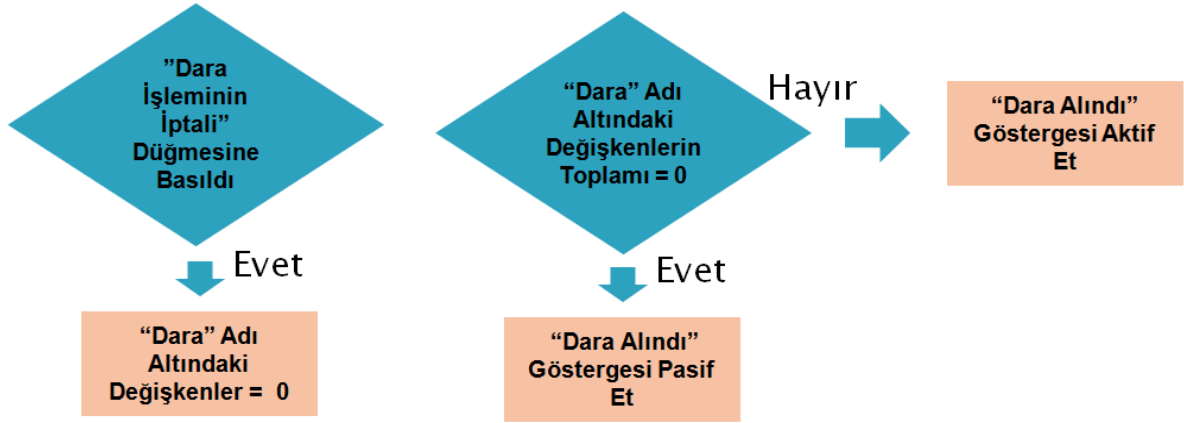 ”Dara
İşleminin
İptali”
Düğmesine
Basıldı
Evet
“Dara” Adı
Altındaki
Değişkenler = 0
“Dara” Adı
Altındaki
Değişkenlerin
Toplamı = 0
Hayır
“Dara Alındı”
Göstergesi Aktif
Et
Evet
“Dara Alındı”
Göstergesi Pasif
Et